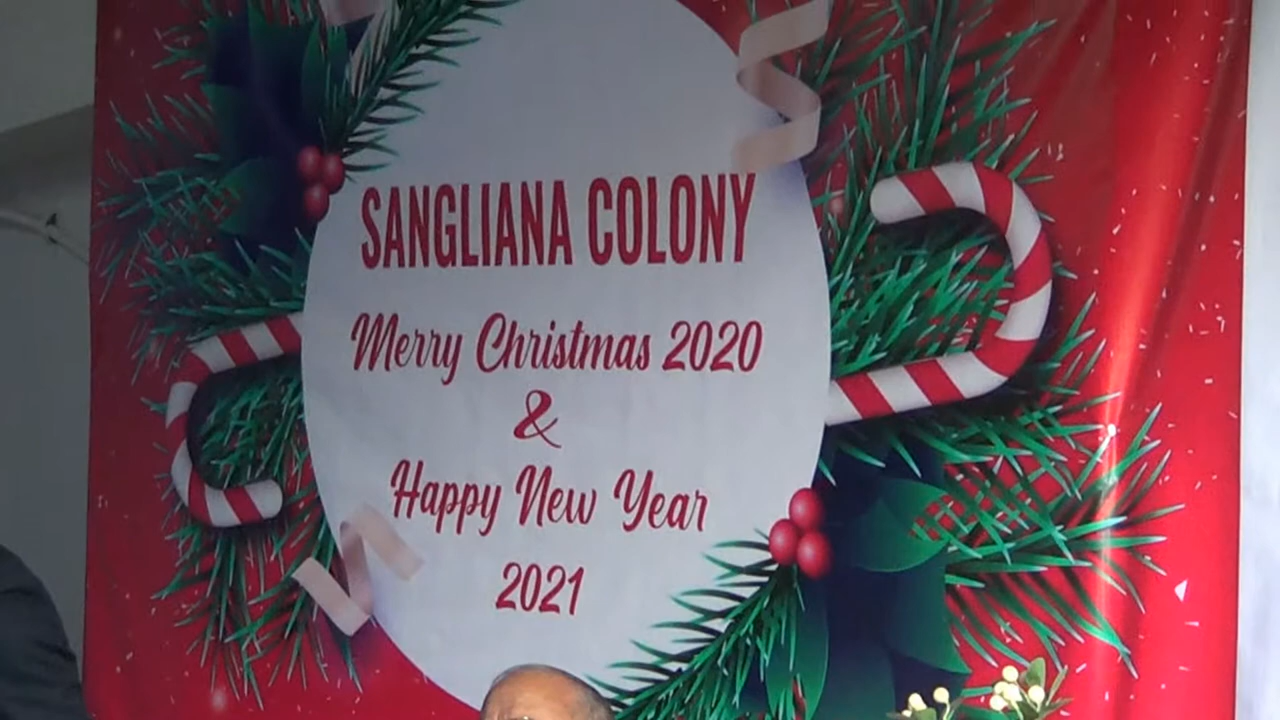 SANGLIANA COLONY
Merry Christmas 2020
&
Happy New Year
2021